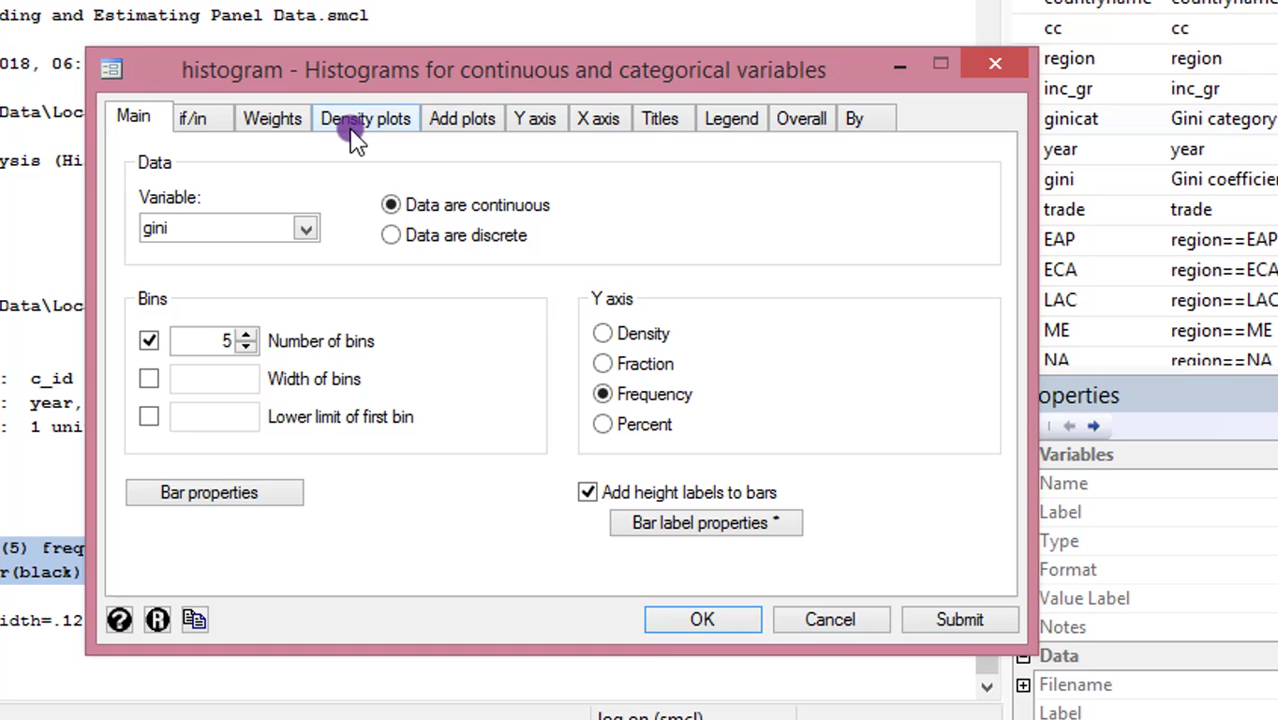 ding and Estimating Panel Data.smcl
018, 06:
Data\Loc
ysis (Hi
Data\Loc
: c_id
: year,
: 1 uni
(5) freq
r(black)
idth=.12
histogram - Histograms for continuous and categorical variables
Main if/in Weights Density plots Add plots Y axis X axis Titles Legend Overall By
Data
Variable:
gini
Data are continuous
Data are discrete
Bins
5 Number of bins
Width of bins
Lower limit of first bin
Y axis
Density
Fraction
Frequency
Percent
Bar properties
Add height labels to bars
Bar label properties *
? R
OK Cancel Submit
countryname countryname
cc cc
region region
inc_gr inc_gr
ginicat Gini category
year year
gini Gini coefficie
trade trade
EAP region==EAP
ECA region==ECA
LAC region==LAC
ME region==ME
NA region==NA
operties
Variables
Name
Label
Type
Format
Value Label
Notes
Data
Filename
Label
log on (smcl)